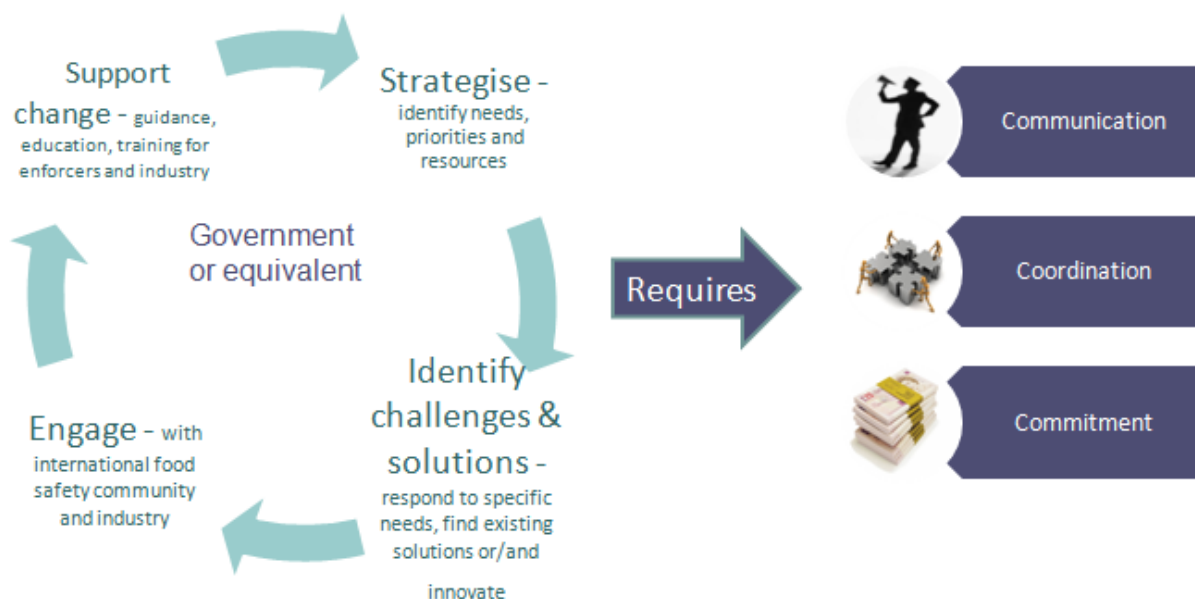 Support
change - guidance,
education, training for
enforcers and industry
Strategise -
identify needs,
priorities and
resources
Government
or equivalent
Identify
challenges &
solutions -
respond to specific
needs, find existing
solutions or/and
innovate
Engage - with
international food
safety community
and industry
Requires
Communication
Coordination
Commitment